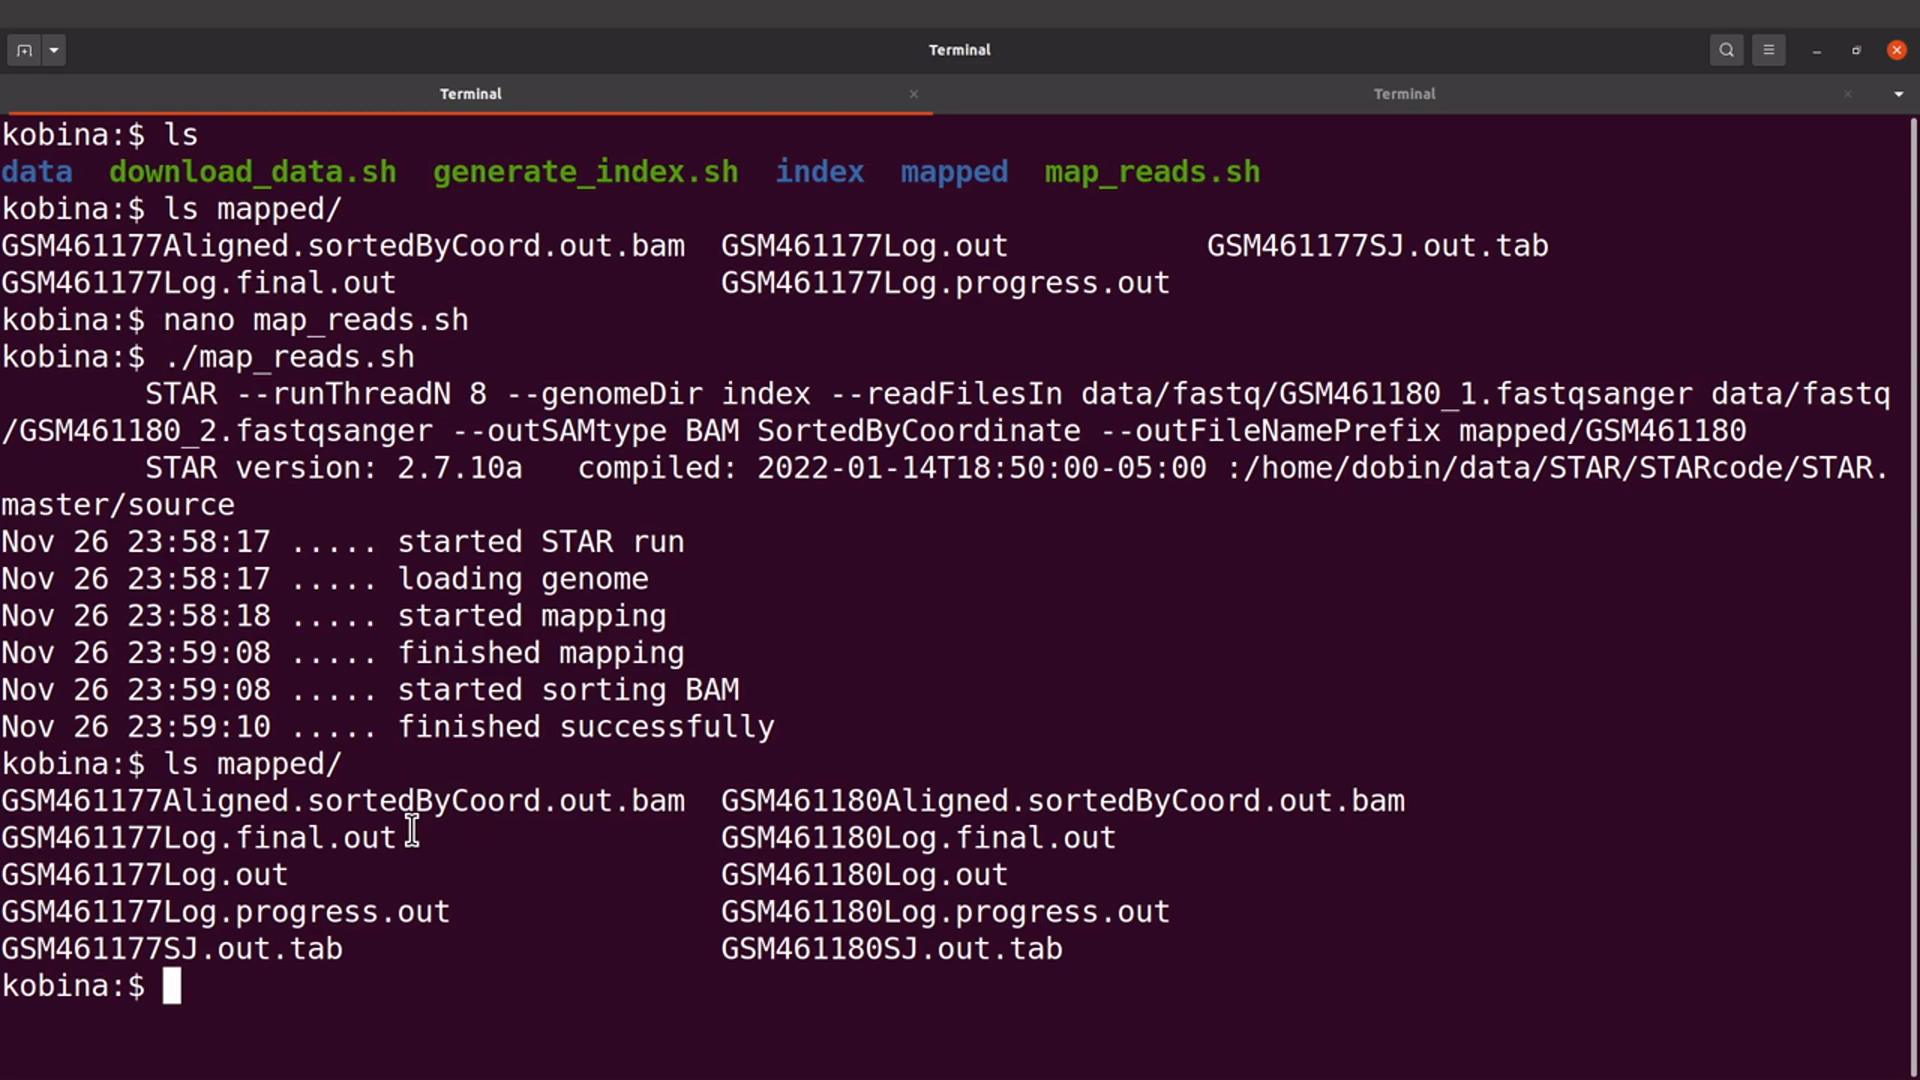 Terminal
Terminal Terminal
kobina:$ ls
data download_data.sh generate_index.sh index mapped map_reads.sh
kobina:$ ls mapped/
GSM461177Aligned.sortedByCoord.out.bam GSM461177Log.out GSM461177SJ.out.tab
GSM461177Log.final.out GSM461177Log.progress.out
kobina:$ nano map_reads.sh
kobina:$ ./map_reads.sh
STAR --runThreadN 8 --genomeDir index --readFilesIn data/fastq/GSM461180_1.fastqsanger data/fastq
/GSM461180_2.fastqsanger --outSAMtype BAM SortedByCoordinate --outFileNamePrefix mapped/GSM461180
STAR version: 2.7.10a compiled: 2022-01-14T18:50:00-05:00 :/home/dobin/data/STAR/STARcode/STAR.
master/source
Nov 26 23:58:17 ..... started STAR run
Nov 26 23:58:17 ..... loading genome
Nov 26 23:58:18 ..... started mapping
Nov 26 23:59:08 ..... finished mapping
Nov 26 23:59:08 ..... started sorting BAM
Nov 26 23:59:10 ..... finished successfully
kobina:$ ls mapped/
GSM461177Aligned.sortedByCoord.out.bam GSM461180Aligned.sortedByCoord.out.bam
GSM461177Log.final.out GSM461180Log.final.out
GSM461177Log.out GSM461180Log.out
GSM461177Log.progress.out GSM461180Log.progress.out
GSM461177SJ.out.tab GSM461180SJ.out.tab
kobina:$